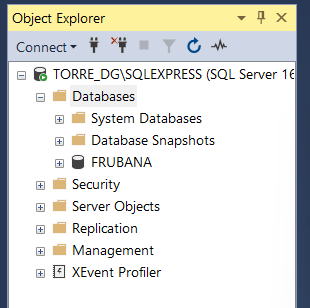 Object Explorer
Connect
TORRE_DG\SQLEXPRESS (SQL Server 16
Databases
System Databases
Database Snapshots
FRUBANA
Security
Server Objects
Replication
Management
XEvent Profiler